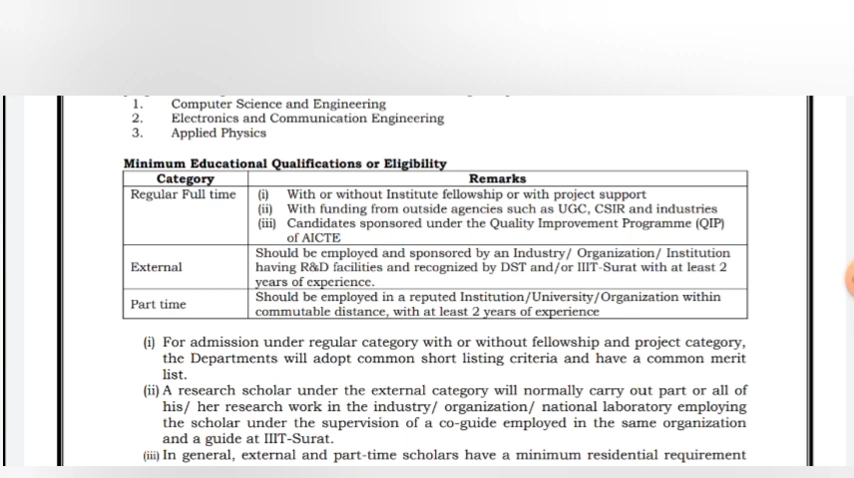 1. Computer Science and Engineering
2. Electronics and Communication Engineering
3. Applied Physics
Minimum Educational Qualifications or Eligibility
Category Remarks
Regular Full time (i) With or without Institute fellowship or with project support
(ii) With funding from outside agencies such as UGC, CSIR and industries
(iii) Candidates sponsored under the Quality Improvement Programme (QIP)
of AICTE
Should be employed and sponsored by an Industry/ Organization/ Institution
External having R&D facilities and recognized by DST and/or IIIT-Surat with at least 2
years of experience.
Part time Should be employed in a reputed Institution/University/Organization within
commutable distance, with at least 2 years of experience
(i) For admission under regular category with or without fellowship and project category,
the Departments will adopt common short listing criteria and have a common merit
list.
(ii) A research scholar under the external category will normally carry out part or all of
his/ her research work in the industry/ organization/ national laboratory employing
the scholar under the supervision of a co-guide employed in the same organization
and a guide at IIIT-Surat.
(iii) In general, external and part-time scholars have a minimum residential requirement